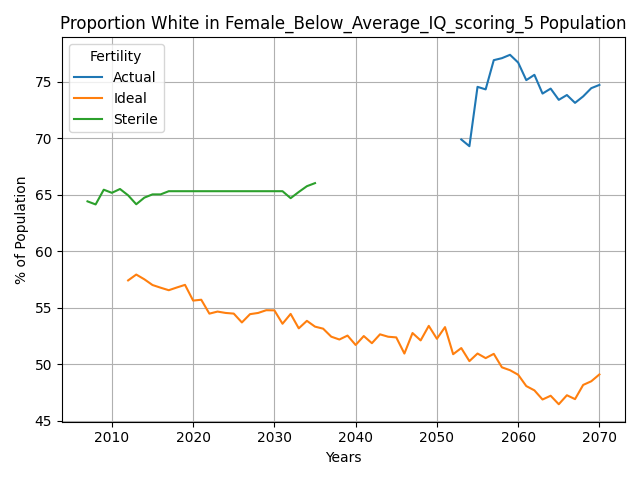 Proportion White in Female_Below_Average_IQ_scoring_5 Population
Fertility
Actual
Ideal
Sterile
% of Population
75
70
65
60
55
50
45
2010 2020 2030 2040 2050 2060 2070
Years